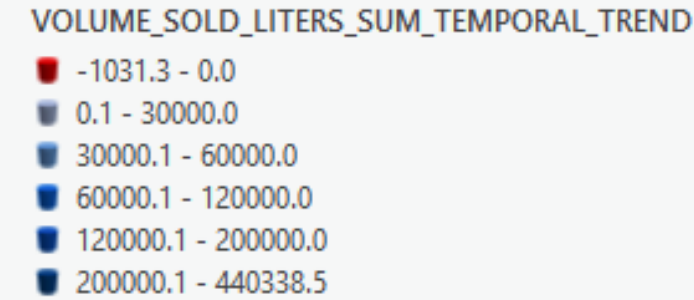 VOLUME_SOLD_LITERS_SUM_TEMPORAL_TREND
-1031.3 - 0.0
0.1 - 30000.0
30000.1 - 60000.0
60000.1 - 120000.0
120000.1 - 200000.0
200000.1 - 440338.5